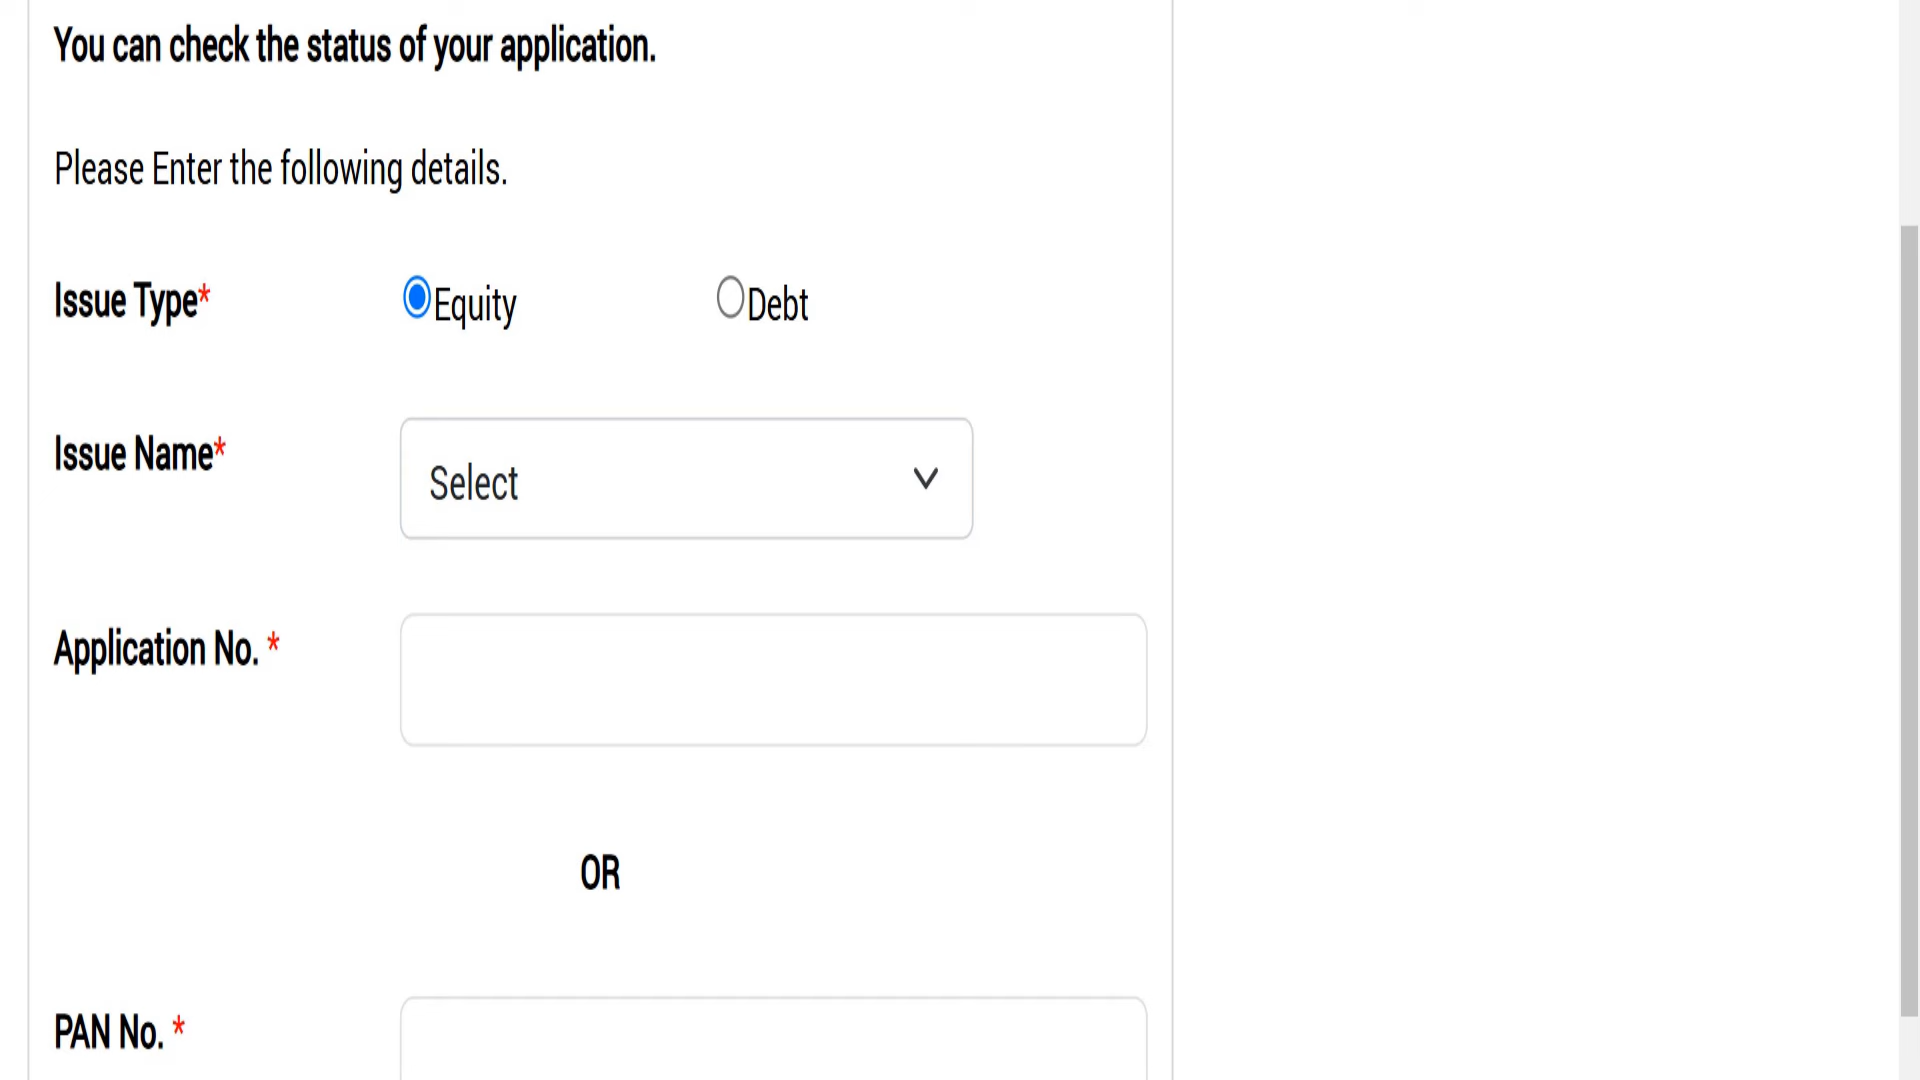 You can check the status of your application.
Please Enter the following details.
Issue Type* Equity Debt
Issue Name* Select
Application No. *
OR
PAN No. *